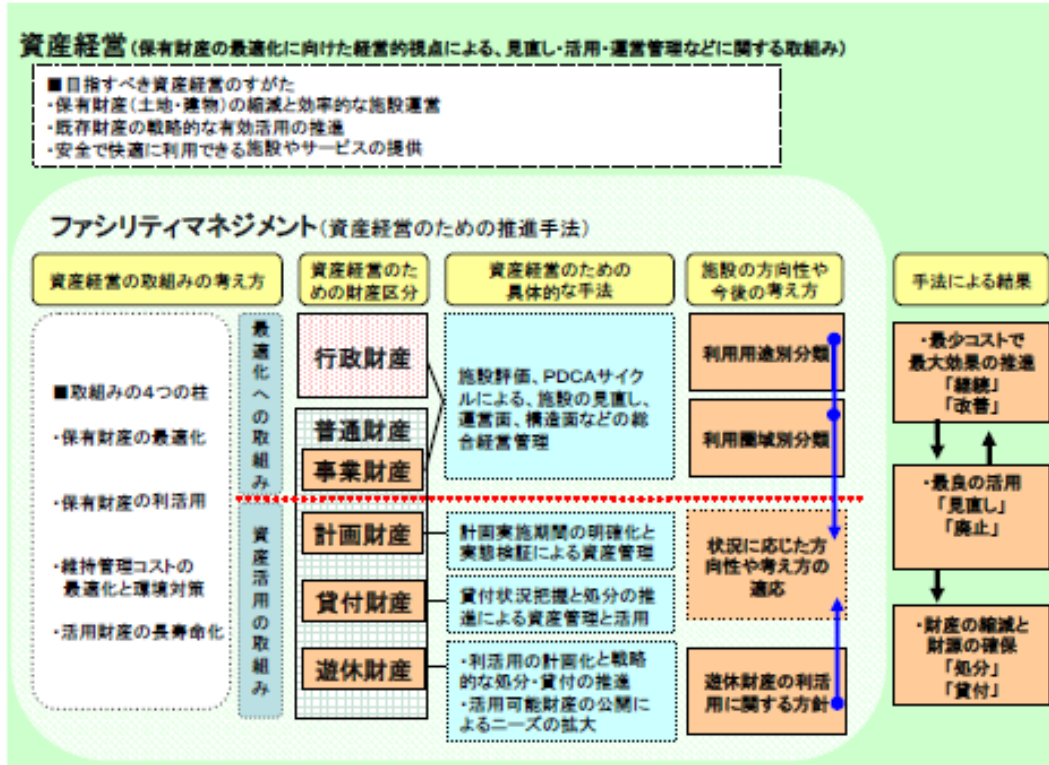 資産経営(保有財産の最適化に向けた経営的視点による、見直し・活用・運営管理などに関する取組み)
■目指すべき資産経営のすがた
・保有財産(土地・建物)の縮減と効率的な施設運営
・既存財産の戦略的な有効活用の推進
・安全で快適に利用できる施設やサービスの提供
ファシリティマネジメント(資産経営のための推進手法)
資産経営の取組みの考え方
資産経営のた
めの財産区分
資産経営のための
具体的な手法
施設の方向性や
今後の考え方
手法による結果
■取組みの4つの柱
・保有財産の最適化
・保有財産の利活用
・維持管理コストの
最適化と環境対策
・活用財産の長寿命化
最適化への取組み
資産活用の取組み
行政財産
普通財産
事業財産
計画財産
貸付財産
遊休財産
施設評価、PDCAサイク
ルによる、施設の見直し、
運営面、構造面などの総
合経営管理
計画実施期間の明確化と
実態検証による資産管理
貸付状況把握と処分の推
進による資産管理と活用
・利活用の計画化と戦略
的な処分・貸付の推進
・活用可能財産の公開に
よるニーズの拡大
利用用途別分類
利用圏域別分類
状況に応じた方
向性や考え方の
適応
遊休財産の利活
用に関する方針
・最少コストで
最大効果の推進
「継続」
「改善」
・最良の活用
「見直し」
「廃止」
・財産の縮減と
財源の確保
「処分」
「貸付」